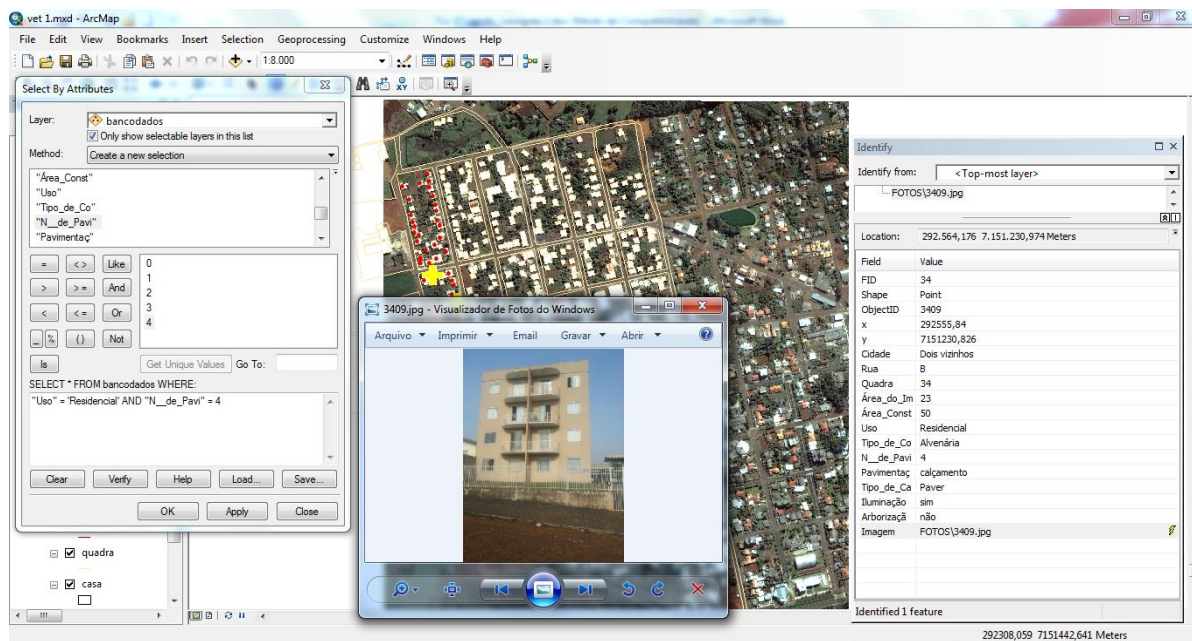 vet 1.mxd - ArcMap
File Edit View Bookmarks Insert Selection Geoprocessing Customize Windows Help
1:8.000
Select By Attributes
Layer: bancodados
Only show selectable layers in this list
Method: Create a new selection
"Área_Const"
"Uso"
"Tipo_de_Co"
"N__de_Pavi"
"Pavimentaç"
= < > Like
> > = And
< < = Or
_ % ( ) Not
Is
0
1
2
3
4
Get Unique Values Go To:
SELECT * FROM bancodados WHERE:
"Uso" = 'Residencial' AND "N__de_Pavi" = 4
Clear Verify Help Load... Save...
OK Apply Close
quadra
casa
3409.jpg - Visualizador de Fotos do Windows
Arquivo Imprimir Email Gravar Abrir
Identify
Identify from: <Top-most layer>
FOTOS\3409.jpg
Location: 292.564,176 7.151.230,974 Meters
Field Value
FID 34
Shape Point
ObjectID 3409
x 292555,84
y 7151230,826
Cidade Dois vizinhos
Rua B
Quadra 34
Área_do_Im 23
Área_Const 50
Uso Residencial
Tipo_de_Co Alvenária
N__de_Pavi 4
Pavimentaç calçamento
Tipo_de_Ca Paver
Iluminação sim
Arborizaçã não
Imagem FOTOS\3409.jpg
Identified 1 feature
292308,059 7151442,641 Meters